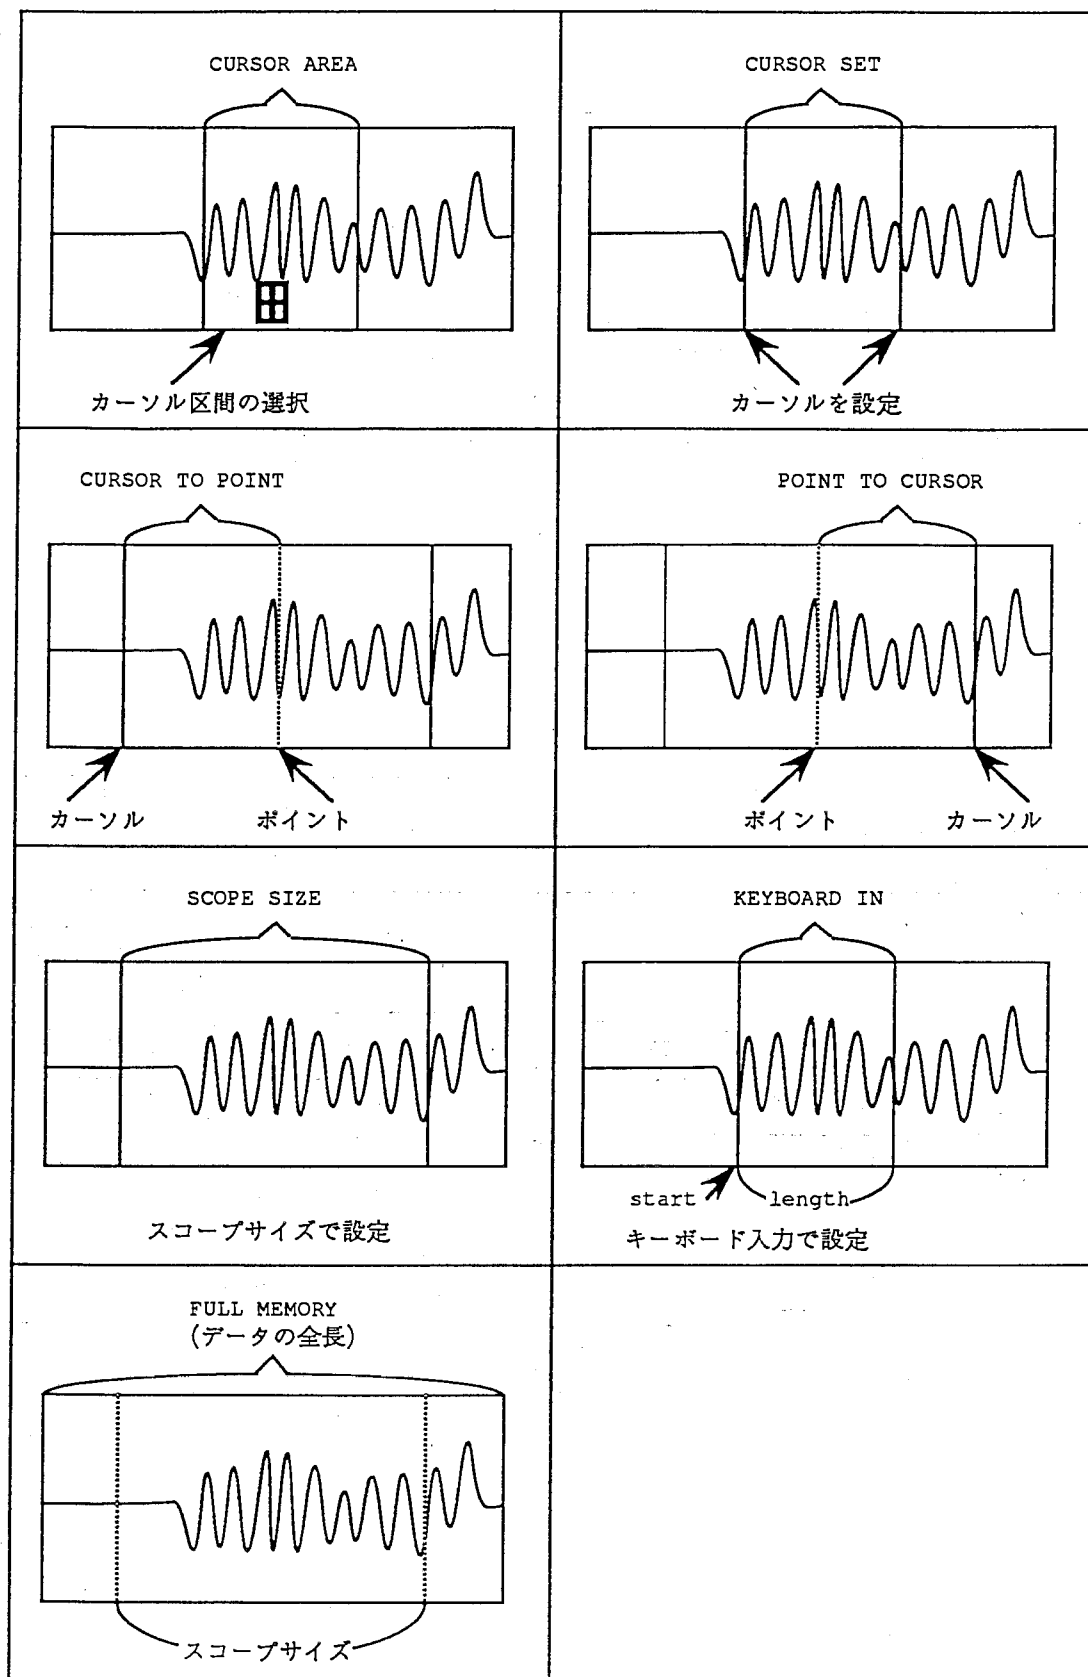 CURSOR AREA
カーソル区間の選択
CURSOR SET
カーソルを設定
CURSOR TO POINT
カーソル
ポイント
POINT TO CURSOR
ポイント
カーソル
SCOPE SIZE
スコープサイズで設定
KEYBOARD IN
start
length
キーボード入力で設定
FULL MEMORY
(データの全長)
スコープサイズ